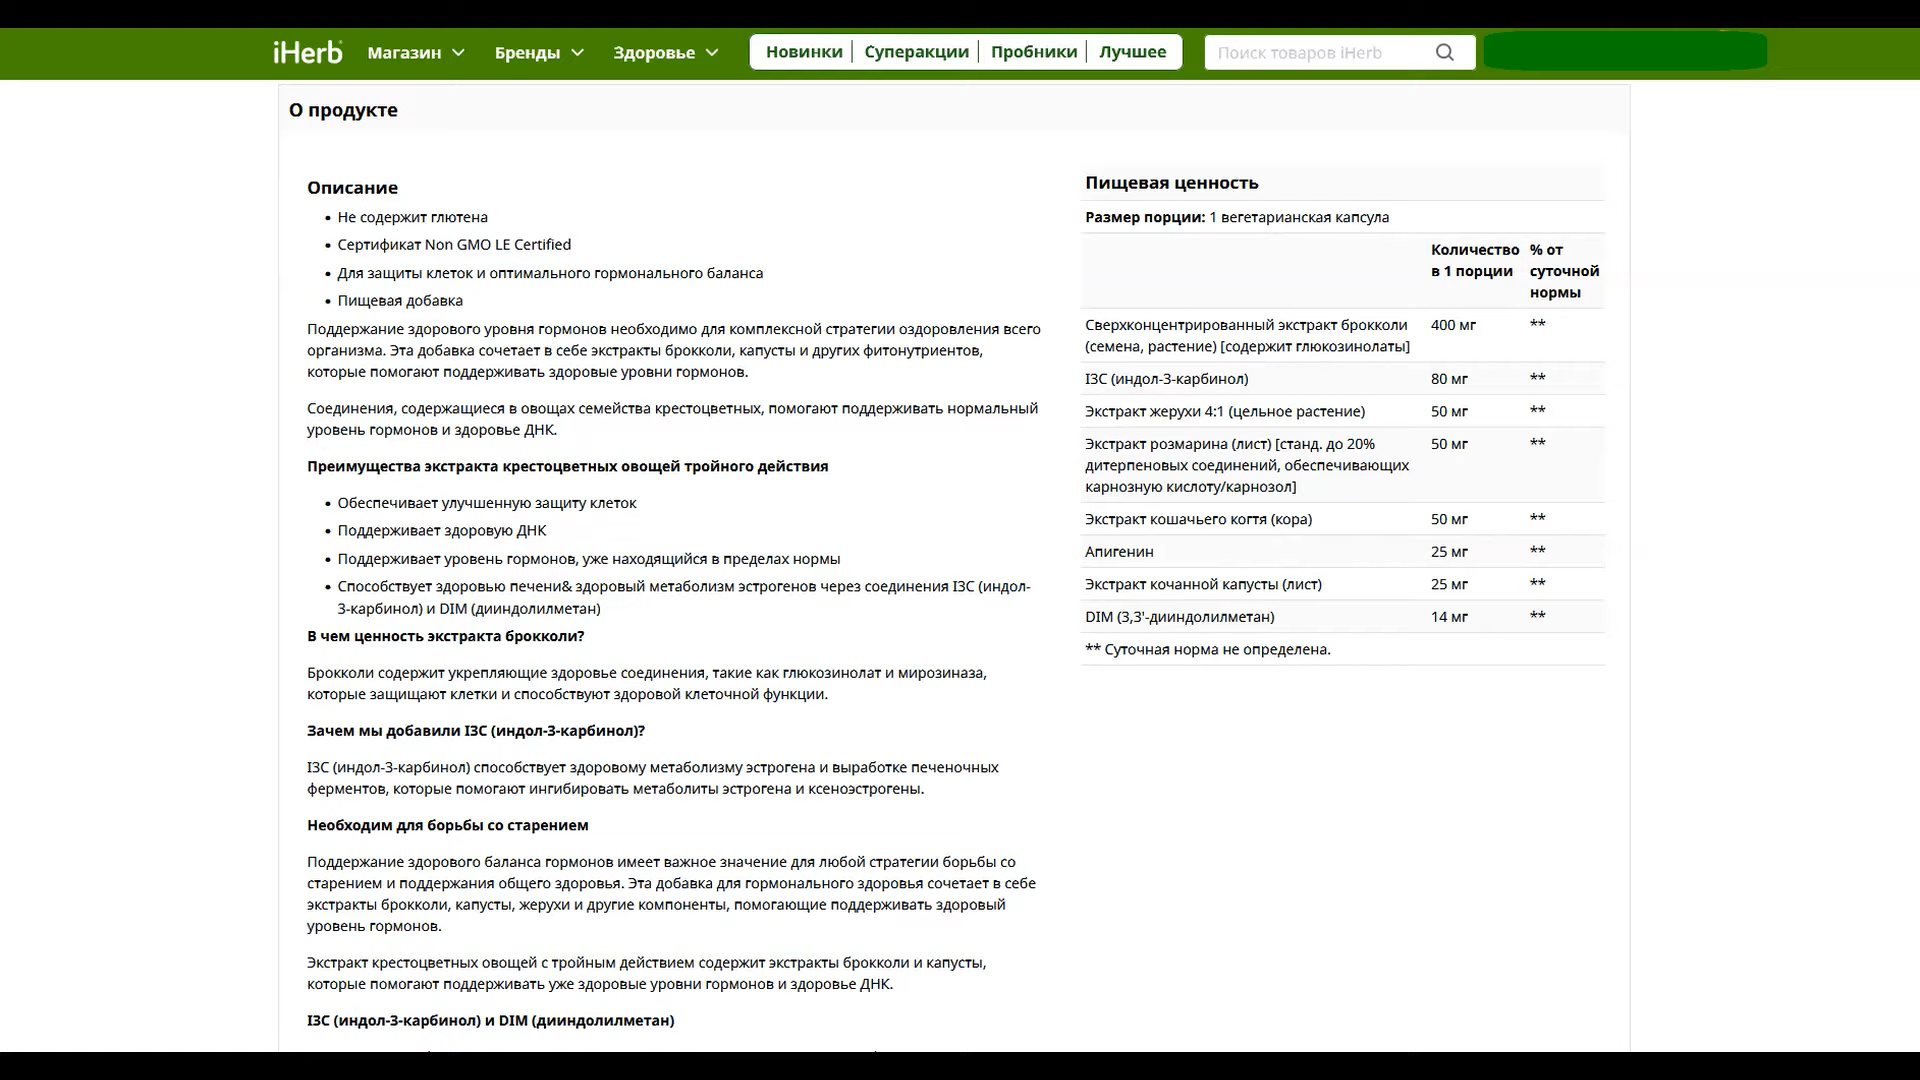 iHerb
Магазин
Бренды
Здоровье
Новинки
Суперакции
Пробники
Лучшее
Поиск товаров iHerb
О продукте
Описание
• Не содержит глютена
• Сертификат Non GMO LE Certified
• Для защиты клеток и оптимального гормонального баланса
• Пищевая добавка
Поддержание здорового уровня гормонов необходимо для комплексной стратегии оздоровления всего
организма. Эта добавка сочетает в себе экстракты брокколи, капусты и других фитонутриентов,
которые помогают поддерживать здоровые уровни гормонов.
Соединения, содержащиеся в овощах семейства крестоцветных, помогают поддерживать нормальный
уровень гормонов и здоровье ДНК.
Преимущества экстракта крестоцветных овощей тройного действия
• Обеспечивает улучшенную защиту клеток
• Поддерживает здоровую ДНК
• Поддерживает уровень гормонов, уже находящийся в пределах нормы
• Способствует здоровью печени& здоровый метаболизм эстрогенов через соединения I3C (индол-
3-карбинол) и DIM (дииндолилметан)
В чем ценность экстракта брокколи?
Брокколи содержит укрепляющие здоровье соединения, такие как глюкозинолат и мирозиназа,
которые защищают клетки и способствуют здоровой клеточной функции.
Зачем мы добавили I3C (индол-3-карбинол)?
I3C (индол-3-карбинол) способствует здоровому метаболизму эстрогена и выработке печеночных
ферментов, которые помогают ингибировать метаболиты эстрогена и ксеноэстрогены.
Необходим для борьбы со старением
Поддержание здорового баланса гормонов имеет важное значение для любой стратегии борьбы со
старением и поддержания общего здоровья. Эта добавка для гормонального здоровья сочетает в себе
экстракты брокколи, капусты, жерухи и другие компоненты, помогающие поддерживать здоровый
уровень гормонов.
Экстракт крестоцветных овощей с тройным действием содержит экстракты брокколи и капусты,
которые помогают поддерживать уже здоровые уровни гормонов и здоровье ДНК.
I3C (индол-3-карбинол) и DIM (дииндолилметан)
Пищевая ценность
Размер порции: 1 вегетарианская капсула
Количество в 1 порции
% от суточной нормы
Сверхконцентрированный экстракт брокколи 400 мг **
(семена, растение) [содержит глюкозинолаты]
I3C (индол-3-карбинол) 80 мг **
Экстракт жерухи 4:1 (цельное растение) 50 мг **
Экстракт розмарина (лист) [станд. до 20% 50 мг **
дитерпеновых соединений, обеспечивающих
карнозную кислоту/карнозол]
Экстракт кошачьего когтя (кора) 50 мг **
Апигенин 25 мг **
Экстракт кочанной капусты (лист) 25 мг **
DIM (3,3'-дииндолилметан) 14 мг **
** Суточная норма не определена.